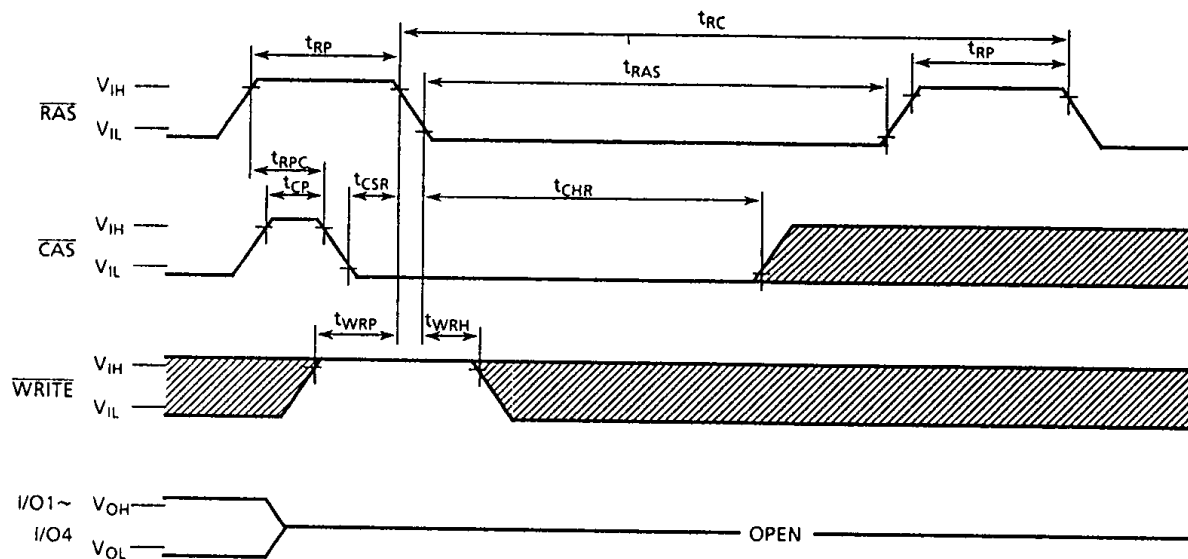 tRC
tRP
tRAS
tRP
VIH
RAS
VIL
tRPC
tCP
tCSR
tCHR
VIH
CAS
VIL
tWRP
tWRH
VIH
WRITE
VIL
I/O1~ VOH
I/O4
VOL
OPEN